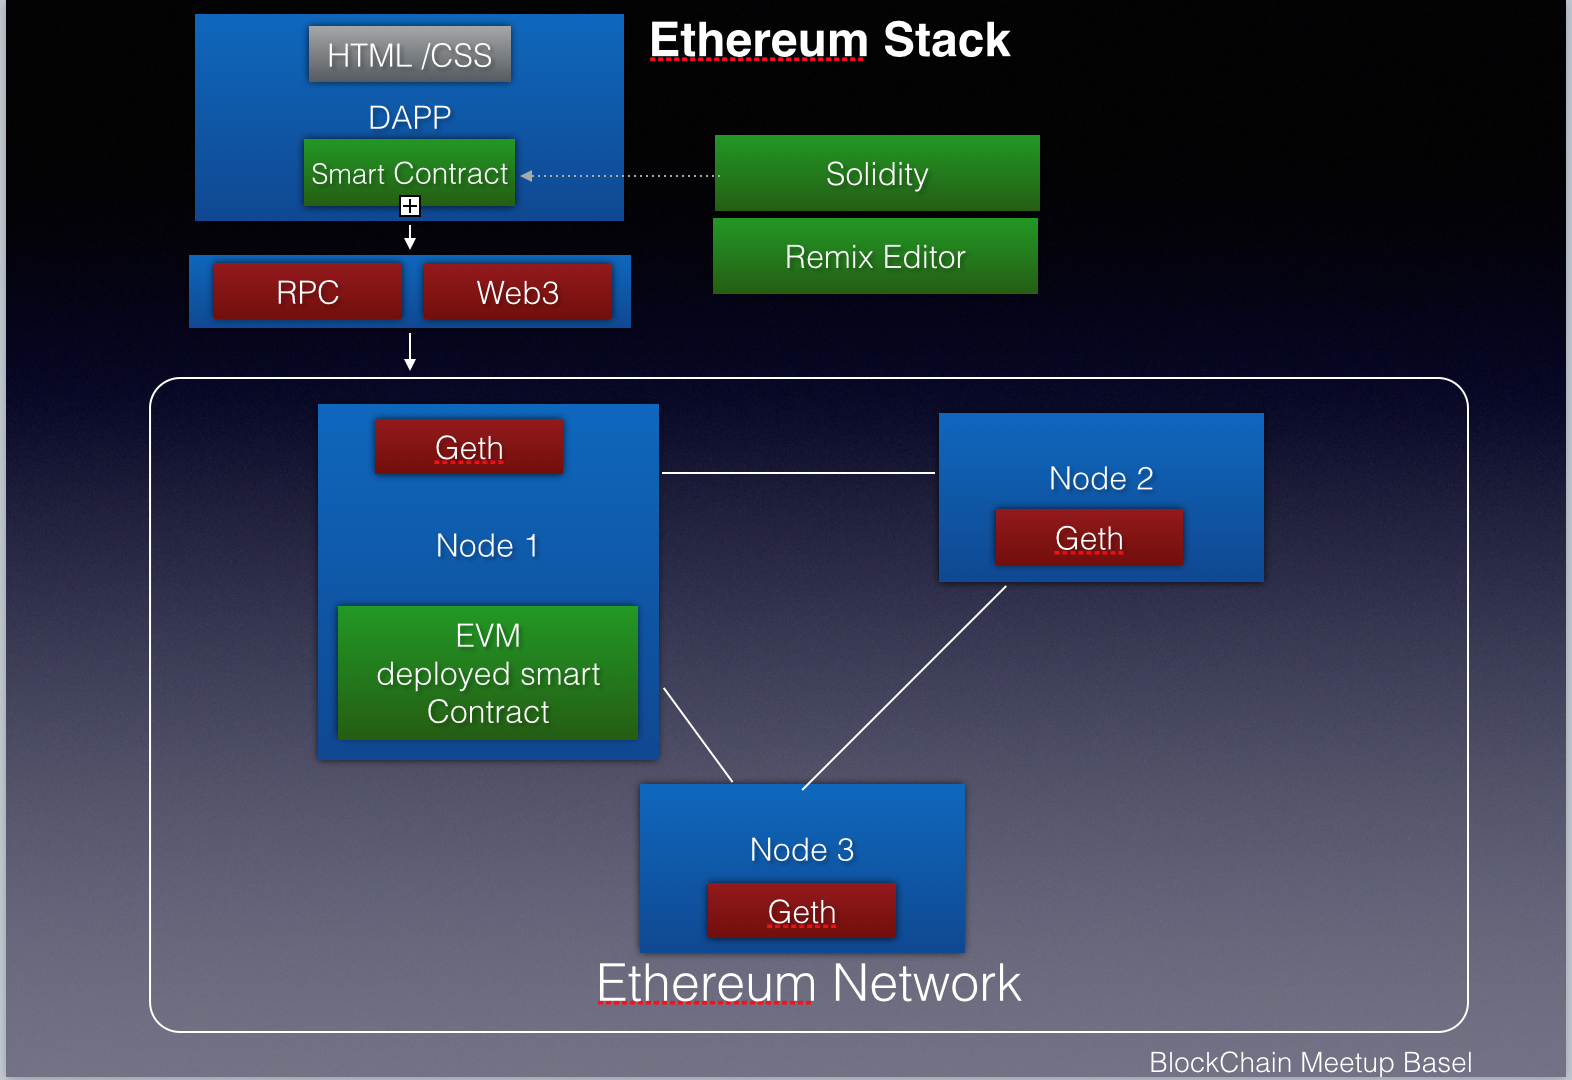 Ethereum Stack
HTML /CSS
DAPP
Smart Contract
Solidity
Remix Editor
RPC
Web3
Geth
Node 1
EVM
deployed smart
Contract
Node 2
Geth
Node 3
Geth
Ethereum Network
BlockChain Meetup Basel